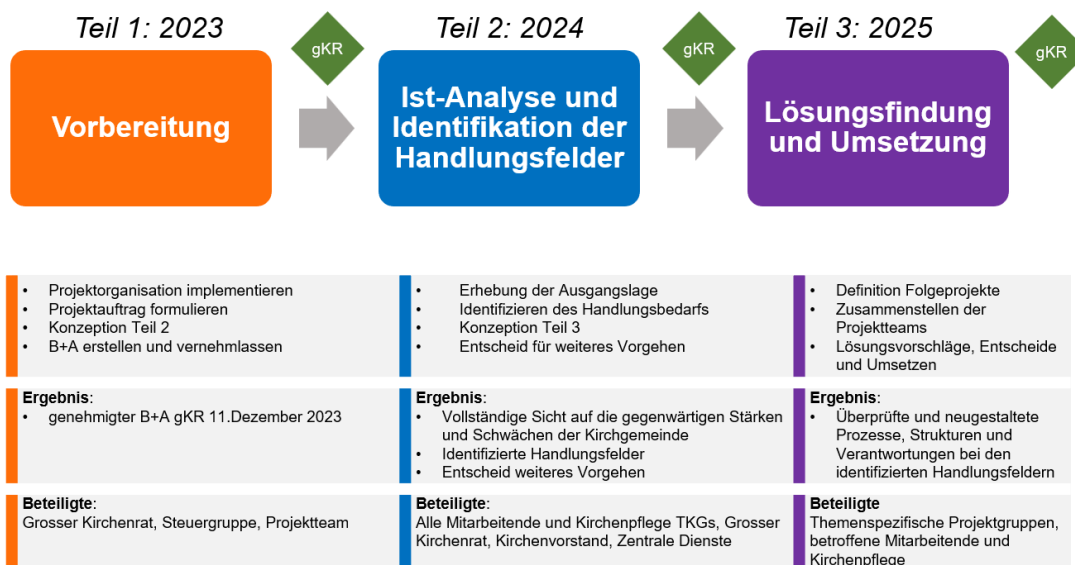 Teil 1: 2023
gKR
Teil 2: 2024
gKR
Teil 3: 2025
gKR
Vorbereitung
Ist-Analyse und
Identifikation der
Handlungsfelder
Lösungsfindung
und Umsetzung
• Projektorganisation implementieren
• Projektauftrag formulieren
• Konzeption Teil 2
• B+A erstellen und vernehmlassen
• Erhebung der Ausgangslage
• Identifizieren des Handlungsbedarfs
• Konzeption Teil 3
• Entscheid für weiteres Vorgehen
• Definition Folgeprojekte
• Zusammenstellen der
Projektteams
• Lösungsvorschläge, Entscheide
und Umsetzen
Ergebnis:
• genehmigter B+A gKR 11.Dezember 2023
Ergebnis:
• Vollständige Sicht auf die gegenwärtigen Stärken
und Schwächen der Kirchgemeinde
• Identifizierte Handlungsfelder
• Entscheid weiteres Vorgehen
Ergebnis:
• Überprüfte und neugestaltete
Prozesse, Strukturen und
Verantwortungen bei den
identifizierten Handlungsfeldern
Beteiligte:
Grosser Kirchenrat, Steuergruppe, Projektteam
Beteiligte:
Alle Mitarbeitende und Kirchenpflege TKGs, Grosser
Kirchenrat, Kirchenvorstand, Zentrale Dienste
Beteiligte
Themenspezifische Projektgruppen,
betroffene Mitarbeitende und
Kirchenpflege